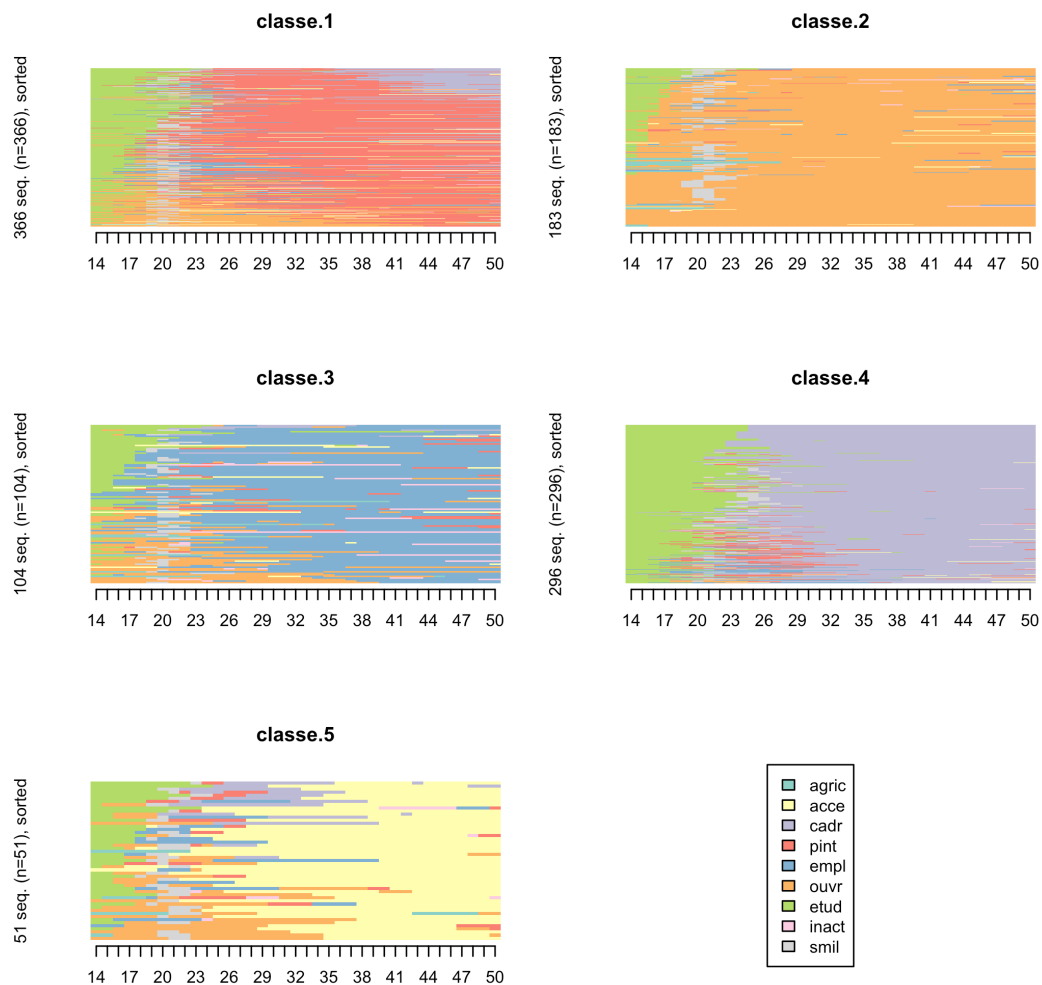 classe.1
366 seq. (n=366), sorted
14 17 20 23 26 29 32 35 38 41 44 47 50
classe.2
183 seq. (n=183), sorted
14 17 20 23 26 29 32 35 38 41 44 47 50
classe.3
104 seq. (n=104), sorted
14 17 20 23 26 29 32 35 38 41 44 47 50
classe.4
296 seq. (n=296), sorted
14 17 20 23 26 29 32 35 38 41 44 47 50
classe.5
51 seq. (n=51), sorted
14 17 20 23 26 29 32 35 38 41 44 47 50
agric
acce
cadr
pint
empl
ouvr
etud
inact
smil